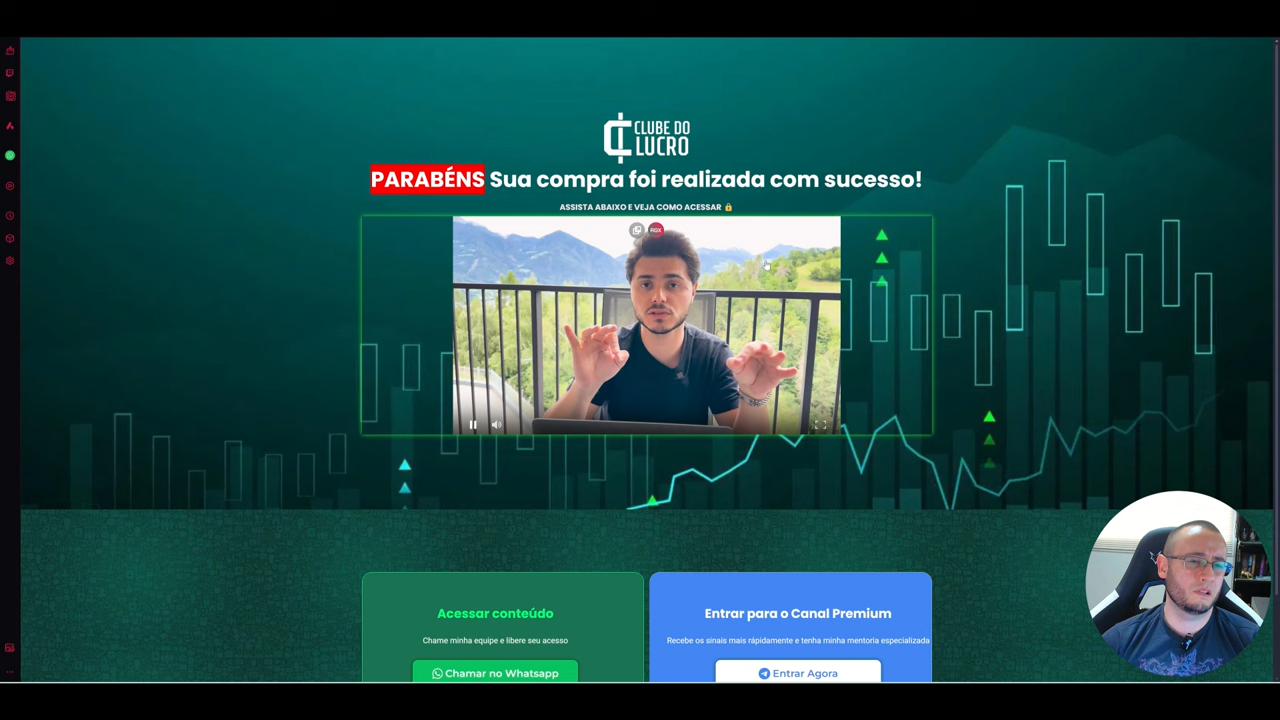 CLUBE DO
LUCRO
PARABÉNS Sua compra foi realizada com sucesso!
ASSISTA ABAIXO E VEJA COMO ACESSAR 🔒
RGX
Acessar conteúdo
Chame minha equipe e libere seu acesso
Chamar no Whatsapp
Entrar para o Canal Premium
Recebe os sinais mais rápidamente e tenha minha mentoria especializada
Entrar Agora